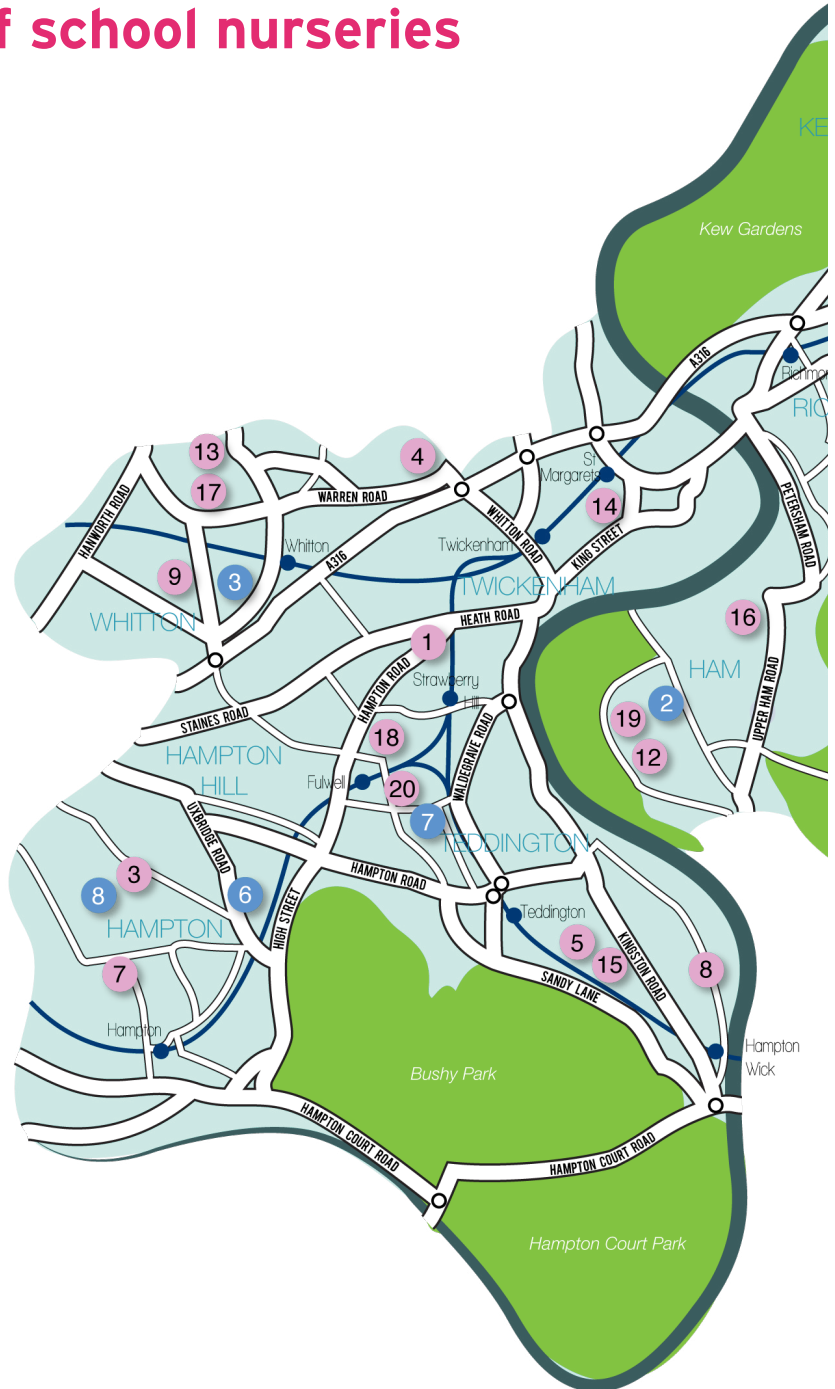 f school nurseries
KE
Kew Gardens
A316
Richmo
RIC
13
4
17
St
Margarets
WARREN ROAD
HANWORTH ROAD
14
PETERSHAM ROAD
WHITTON ROAD
KING STREET
Twickenham
Whitton
A316
9
3
TWICKENHAM
WHITTON
HEATH ROAD
16
1
HAM
HAMPTON ROAD
Strawberry
Hill
UPPER HAM ROAD
2
19
STAINES ROAD
18
12
WALDEGRAVE ROAD
HAMPTON
HILL
Fulwell
20
7
UXBRIDGE ROAD
TEDDINGTON
HAMPTON ROAD
3
8
6
HIGH STREET
Teddington
HAMPTON
5
15
KINGSTON ROAD
7
8
SANDY LANE
Hampton
Hampton
Wick
Bushy Park
HAMPTON COURT ROAD
HAMPTON COURT ROAD
Hampton Court Park